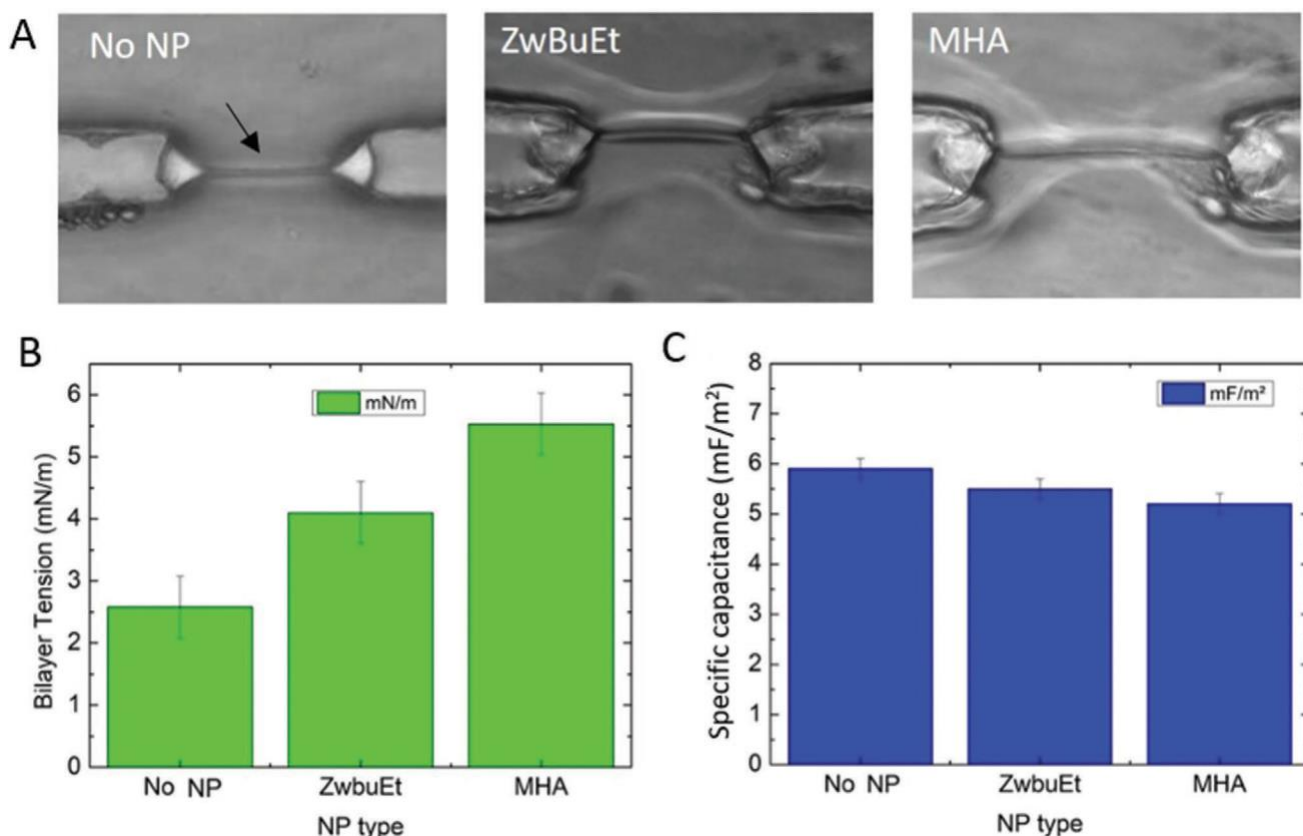 A
No NP
ZwBuEt
MHA
B
mN/m
Bilayer Tension (mN/m)
6
5
4
3
2
1
0
No NP
ZwbuEt
MHA
NP type
C
mF/m²
Specific capacitance (mF/m²)
8
7
6
5
4
3
2
1
0
No NP
ZwbuEt
MHA
NP type